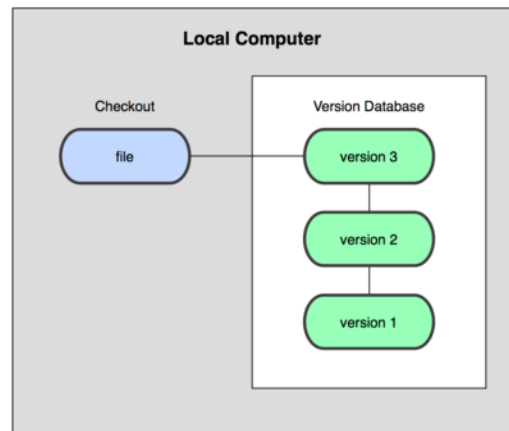 Local Computer
Checkout
Version Database
file
version 3
version 2
version 1